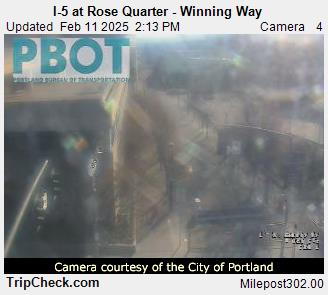 I-5 at Rose Quarter - Winning Way
Updated Feb 11 2025 2:13 PM Camera 4
PBOT
PORTLAND BUREAU OF TRANSPORTATION
Camera courtesy of the City of Portland
TripCheck.com Milepost302.00